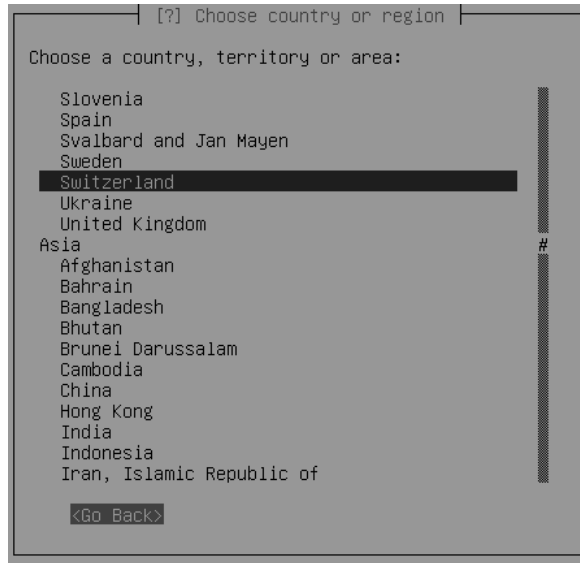 [?] Choose country or region
Choose a country, territory or area:
Slovenia
Spain
Svalbard and Jan Mayen
Sweden
Switzerland
Ukraine
United Kingdom
Asia #
Afghanistan
Bahrain
Bangladesh
Bhutan
Brunei Darussalam
Cambodia
China
Hong Kong
India
Indonesia
Iran, Islamic Republic of
<Go Back>